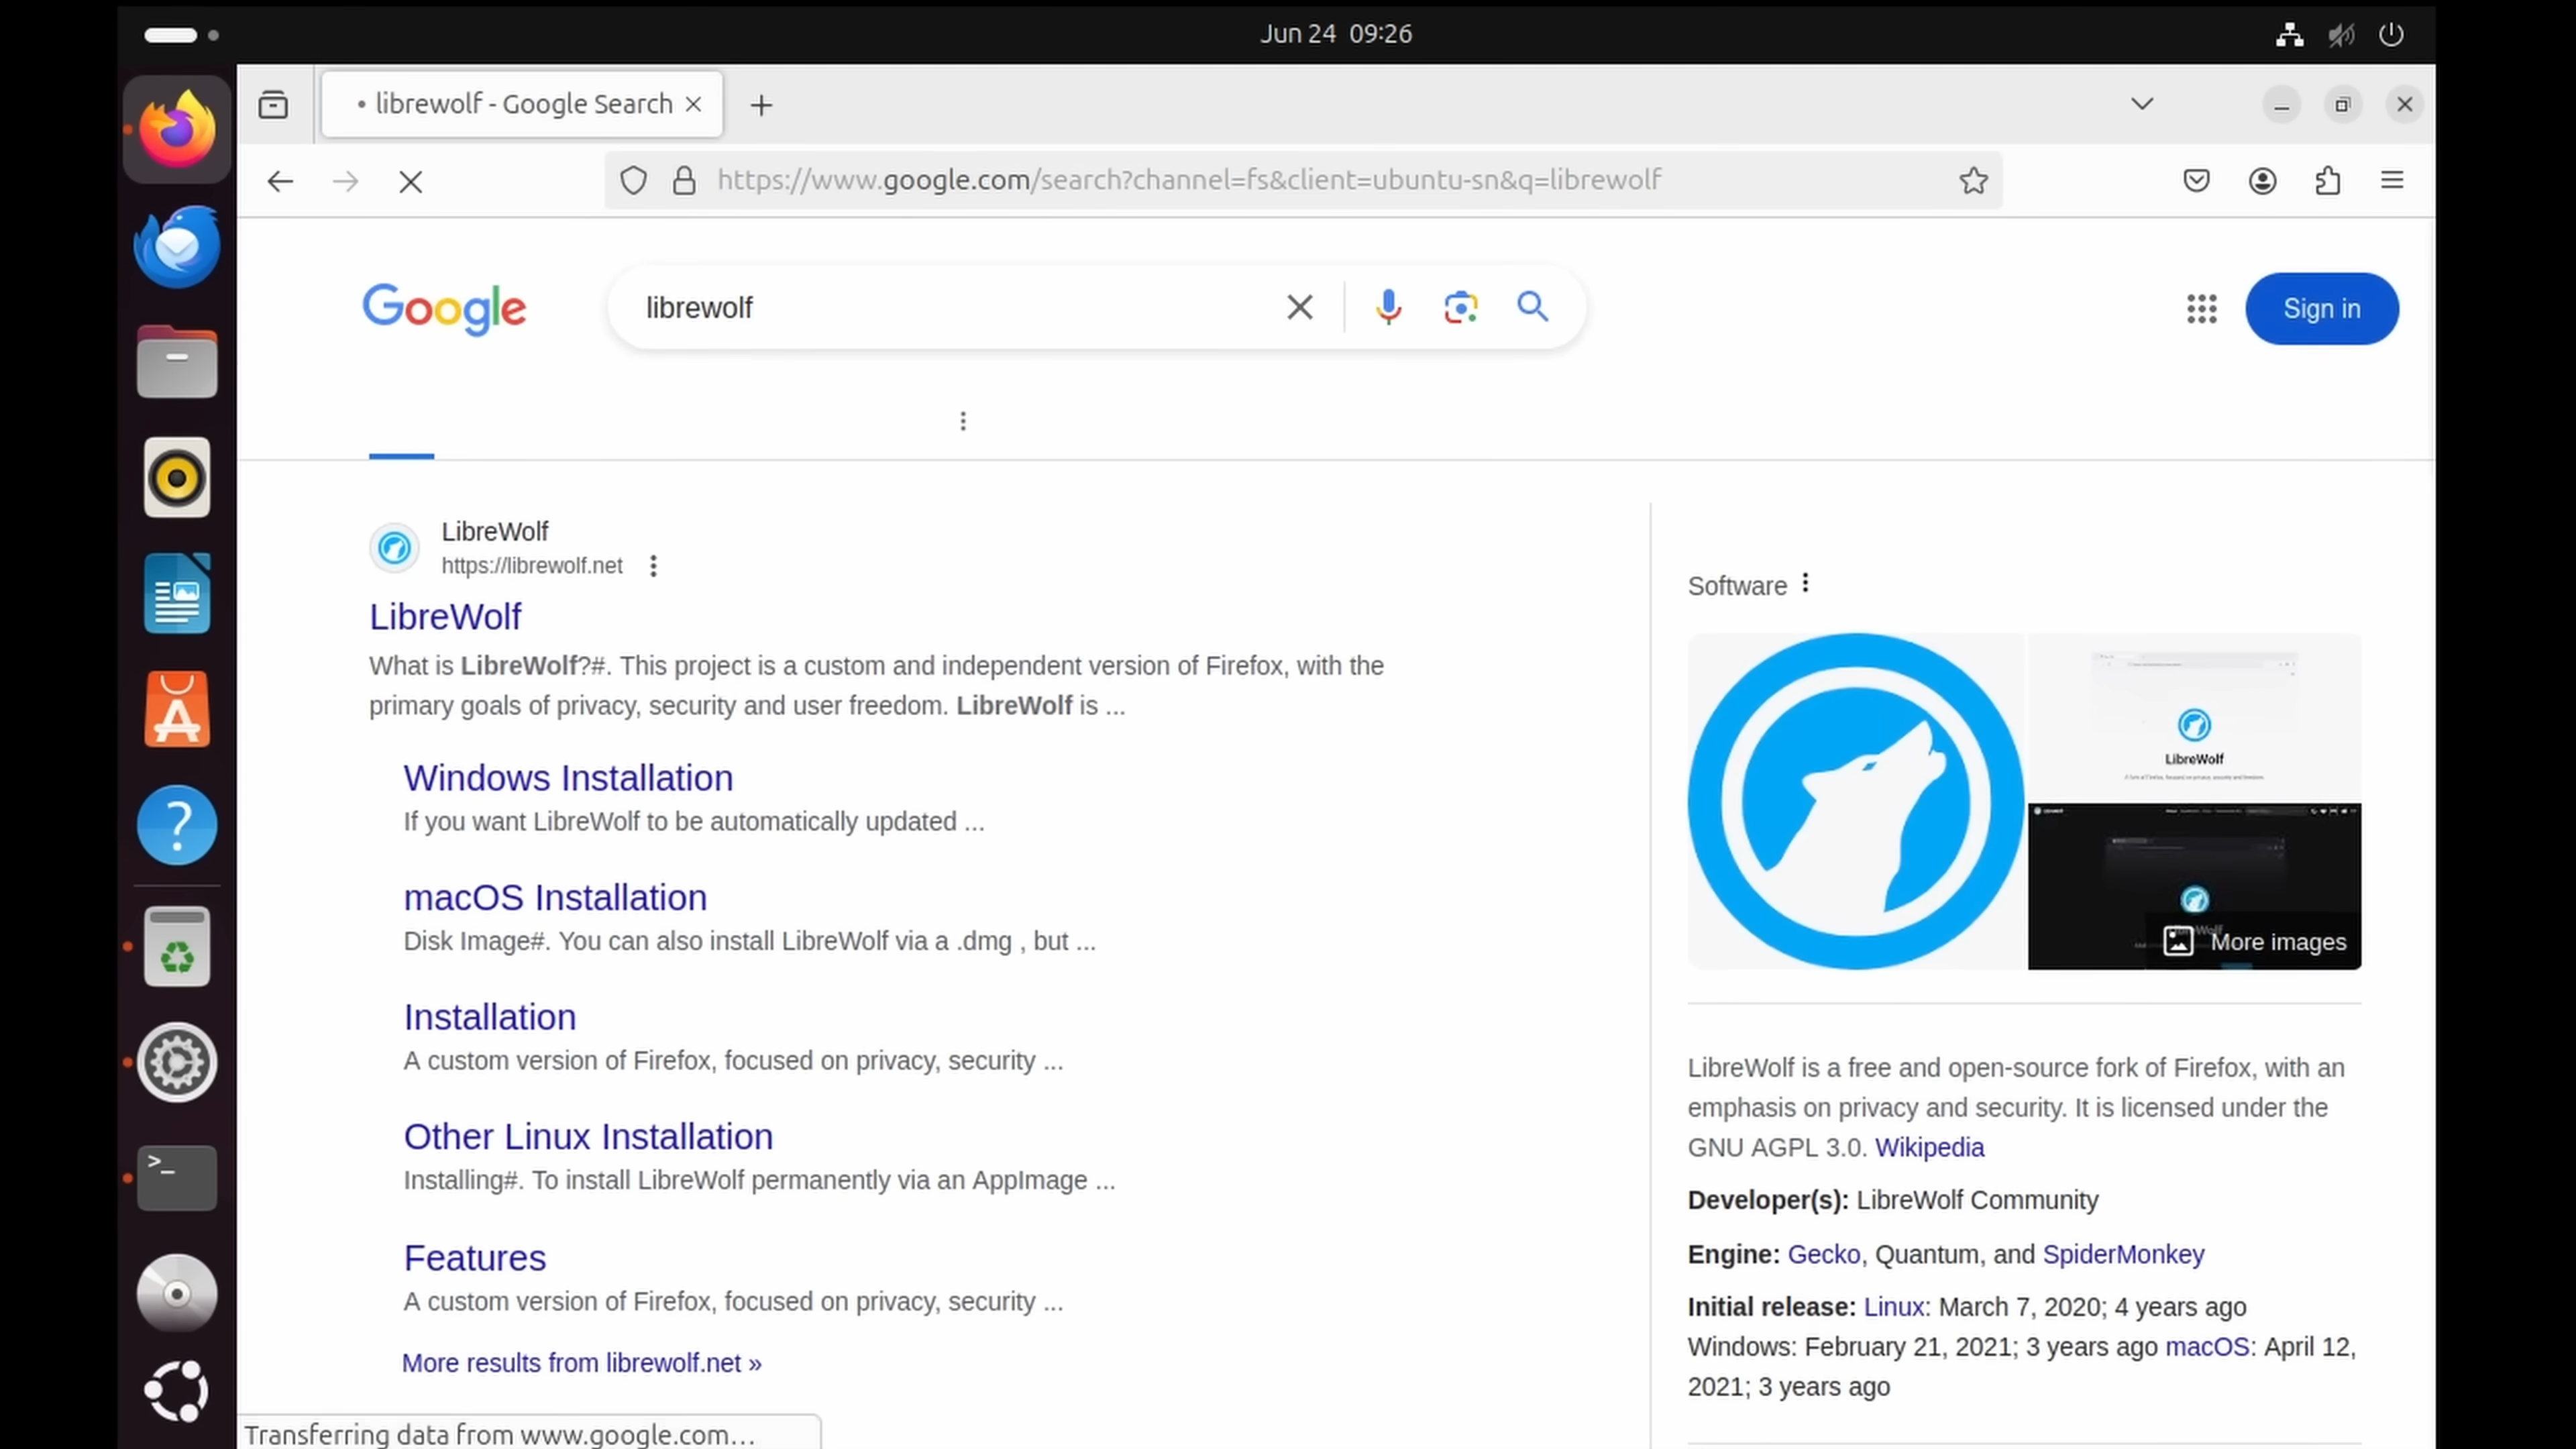 Jun 24 09:26
librewolf - Google Search
https://www.google.com/search?channel=fs&client=ubuntu-sn&q=librewolf
Google
librewolf
Sign in
LibreWolf
https://librewolf.net
LibreWolf
What is LibreWolf?#. This project is a custom and independent version of Firefox, with the
primary goals of privacy, security and user freedom. LibreWolf is ...
Windows Installation
If you want LibreWolf to be automatically updated ...
macOS Installation
Disk Image#. You can also install LibreWolf via a .dmg , but ...
Installation
A custom version of Firefox, focused on privacy, security ...
Other Linux Installation
Installing#. To install LibreWolf permanently via an AppImage ...
Features
A custom version of Firefox, focused on privacy, security ...
More results from librewolf.net »
Transferring data from www.google.com...
Software
LibreWolf
More images
LibreWolf is a free and open-source fork of Firefox, with an
emphasis on privacy and security. It is licensed under the
GNU AGPL 3.0. Wikipedia
Developer(s): LibreWolf Community
Engine: Gecko, Quantum, and SpiderMonkey
Initial release: Linux: March 7, 2020; 4 years ago
Windows: February 21, 2021; 3 years ago macOS: April 12,
2021; 3 years ago